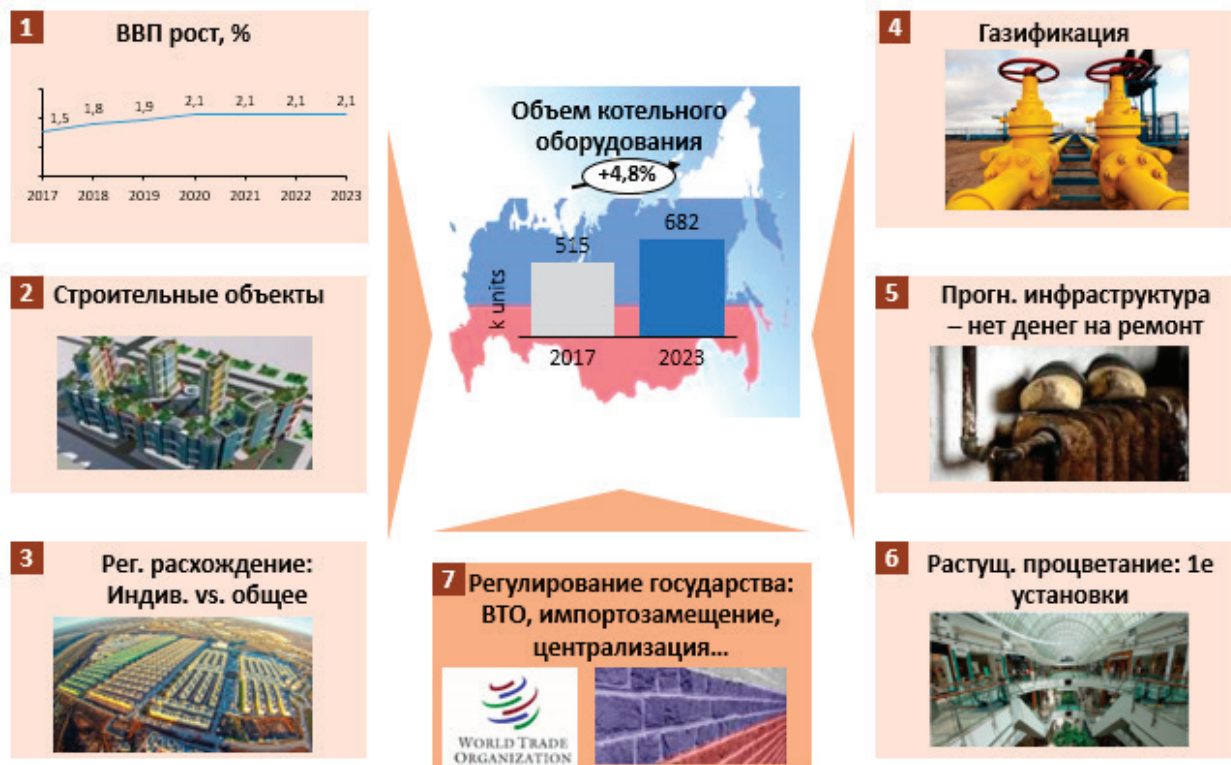 1
ВВП рост, %
1,5
1,8
1,9
2,1
2,1
2,1
2,1
2017 2018 2019 2020 2021 2022 2023
2 Строительные объекты
3
Рег. расхождение:
Индив. vs. общее
Объем котельного
оборудования
+4,8%
515
682
k units
2017
2023
7 Регулирование государства:
ВТО, импортозамещение,
централизация...
WORLD TRADE
ORGANIZATION
4
Газификация
5 Прогн. инфраструктура
– нет денег на ремонт
6 Растущ. процветание: 1е
установки